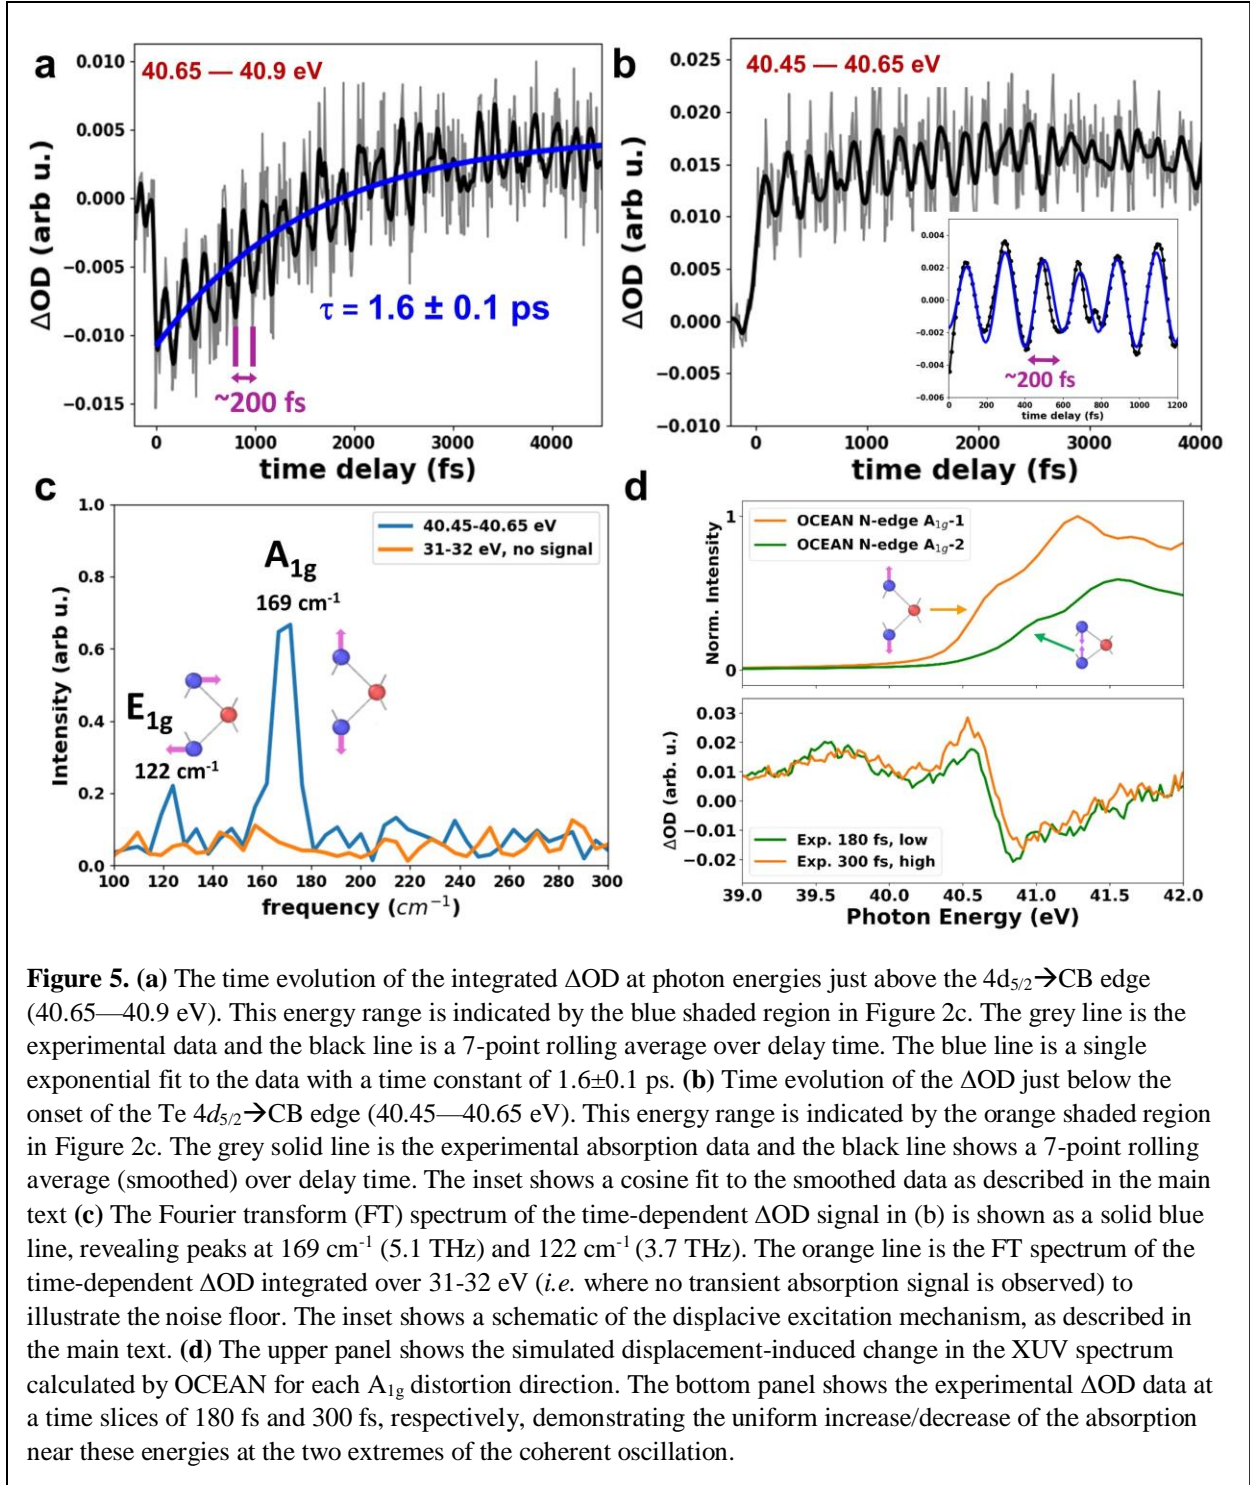 a
40.65 — 40.9 eV
0.010
0.005
0.000
−0.005
−0.010
−0.015
ΔOD (arb u.)
τ = 1.6 ± 0.1 ps
~200 fs
0
1000
2000
3000
4000
time delay (fs)
b
40.45 — 40.65 eV
0.025
0.020
0.015
0.010
0.005
0.000
−0.005
−0.010
ΔOD (arb u.)
0.004
0.002
0.000
−0.002
−0.004
−0.006
~200 fs
0
200
400
600
800
1000
1200
time delay (fs)
0
1000
2000
3000
4000
time delay (fs)
c
1.0
0.8
0.6
0.4
0.2
0.0
Intensity (arb u.)
40.45-40.65 eV
31-32 eV, no signal
A1g
169 cm-1
E1g
122 cm-1
100
120
140
160
180
200
220
240
260
280
300
frequency (cm−1)
d
1
0
Norm. Intensity
OCEAN N-edge A1g-1
OCEAN N-edge A1g-2
0.03
0.02
0.01
0.00
−0.01
−0.02
ΔOD (arb. u.)
Exp. 180 fs, low
Exp. 300 fs, high
39.0
39.5
40.0
40.5
41.0
41.5
42.0
Photon Energy (eV)
Figure 5. (a) The time evolution of the integrated ΔOD at photon energies just above the 4d5/2→CB edge
(40.65—40.9 eV). This energy range is indicated by the blue shaded region in Figure 2c. The grey line is the
experimental data and the black line is a 7-point rolling average over delay time. The blue line is a single
exponential fit to the data with a time constant of 1.6±0.1 ps. (b) Time evolution of the ΔOD just below the
onset of the Te 4d5/2→CB edge (40.45—40.65 eV). This energy range is indicated by the orange shaded region
in Figure 2c. The grey solid line is the experimental absorption data and the black line shows a 7-point rolling
average (smoothed) over delay time. The inset shows a cosine fit to the smoothed data as described in the main
text (c) The Fourier transform (FT) spectrum of the time-dependent ΔOD signal in (b) is shown as a solid blue
line, revealing peaks at 169 cm-1 (5.1 THz) and 122 cm-1 (3.7 THz). The orange line is the FT spectrum of the
time-dependent ΔOD integrated over 31-32 eV (i.e. where no transient absorption signal is observed) to
illustrate the noise floor. The inset shows a schematic of the displacive excitation mechanism, as described in
the main text. (d) The upper panel shows the simulated displacement-induced change in the XUV spectrum
calculated by OCEAN for each A1g distortion direction. The bottom panel shows the experimental ΔOD data at
a time slices of 180 fs and 300 fs, respectively, demonstrating the uniform increase/decrease of the absorption
near these energies at the two extremes of the coherent oscillation.